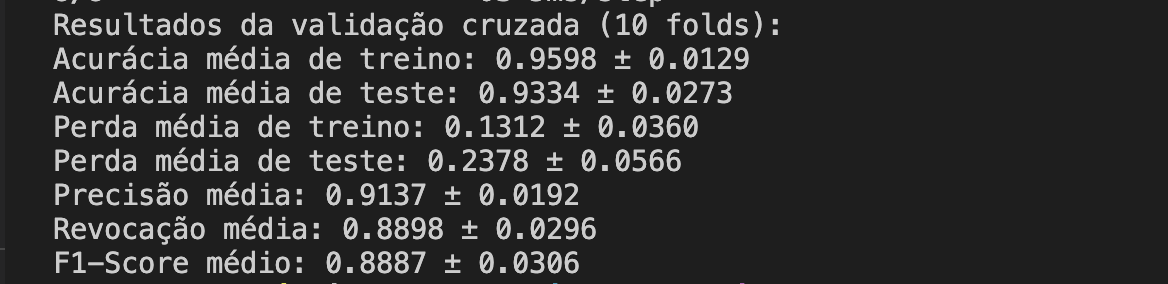 Resultados da validação cruzada (10 folds):
Acurácia média de treino: 0.9598 ± 0.0129
Acurácia média de teste: 0.9334 ± 0.0273
Perda média de treino: 0.1312 ± 0.0360
Perda média de teste: 0.2378 ± 0.0566
Precisão média: 0.9137 ± 0.0192
Revocação média: 0.8898 ± 0.0296
F1-Score médio: 0.8887 ± 0.0306